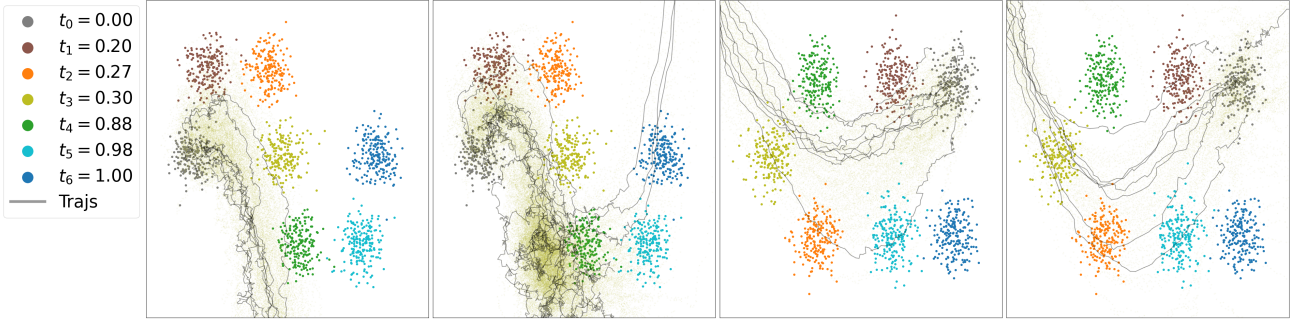 t₀ = 0.00
t₁ = 0.20
t₂ = 0.27
t₃ = 0.30
t₄ = 0.88
t₅ = 0.98
t₆ = 1.00
Trajs